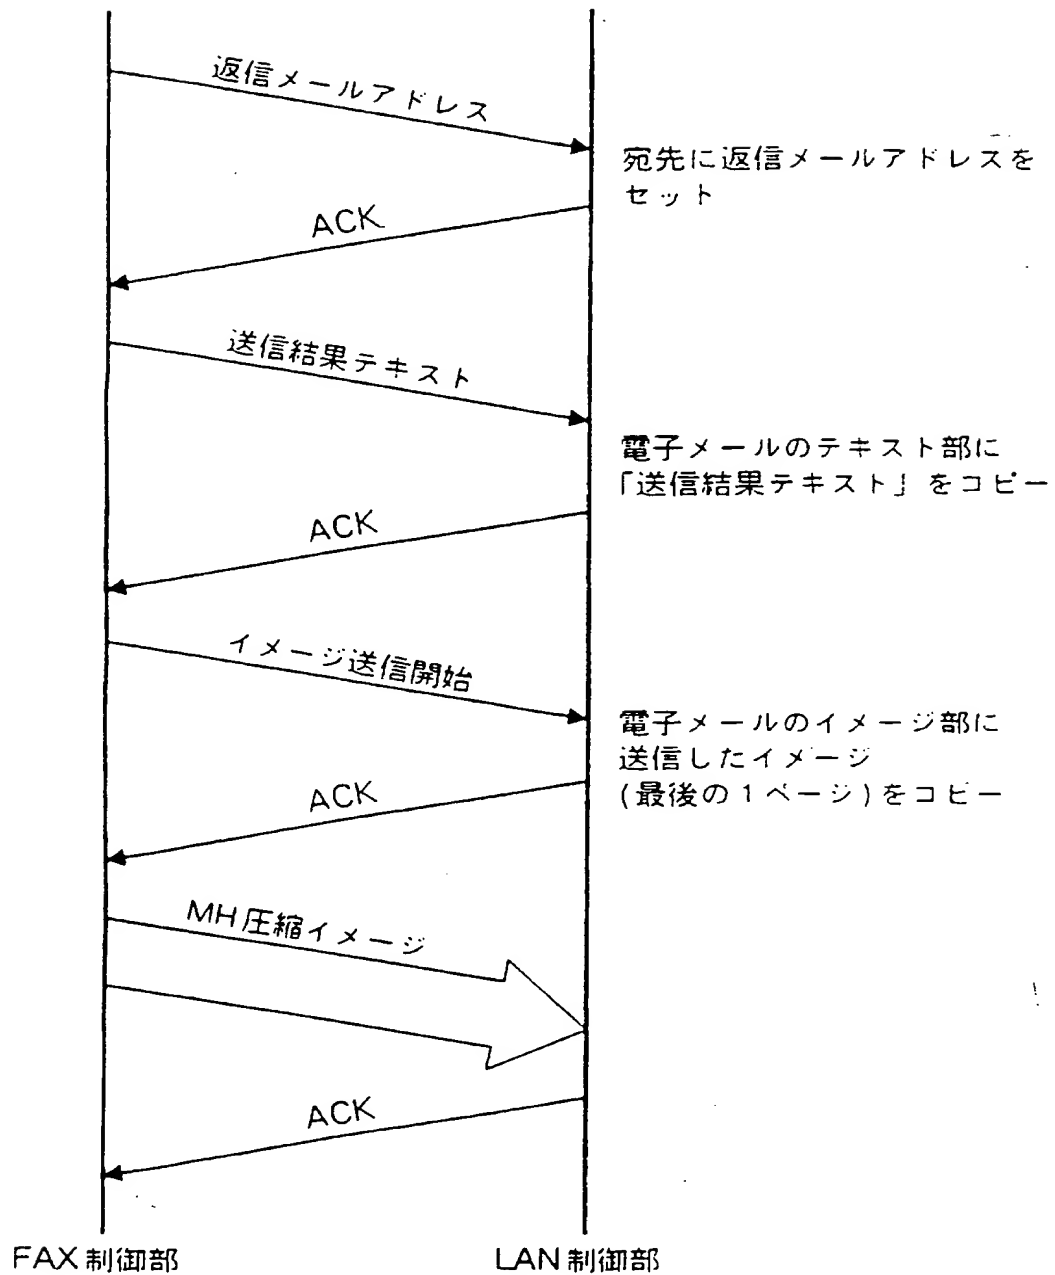 返信メールアドレス
宛先に返信メールアドレスを
セット
ACK
送信結果テキスト
電子メールのテキスト部に
「送信結果テキスト」をコピー
ACK
イメージ送信開始
電子メールのイメージ部に
送信したイメージ
(最後の1ページ)をコピー
ACK
MH圧縮イメージ
ACK
FAX制御部
LAN制御部